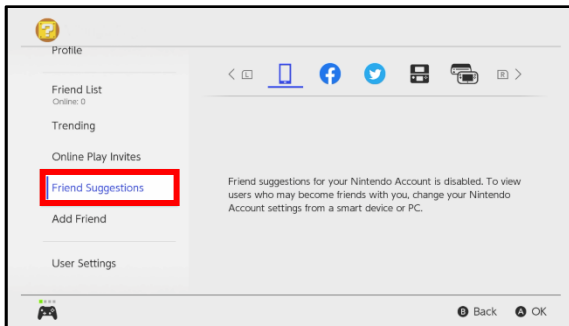 Profile
Friend List
Online: 0
Trending
Online Play Invites
Friend Suggestions
Add Friend
User Settings
< L
R >
Friend suggestions for your Nintendo Account is disabled. To view
users who may become friends with you, change your Nintendo
Account settings from a smart device or PC.
B Back A OK